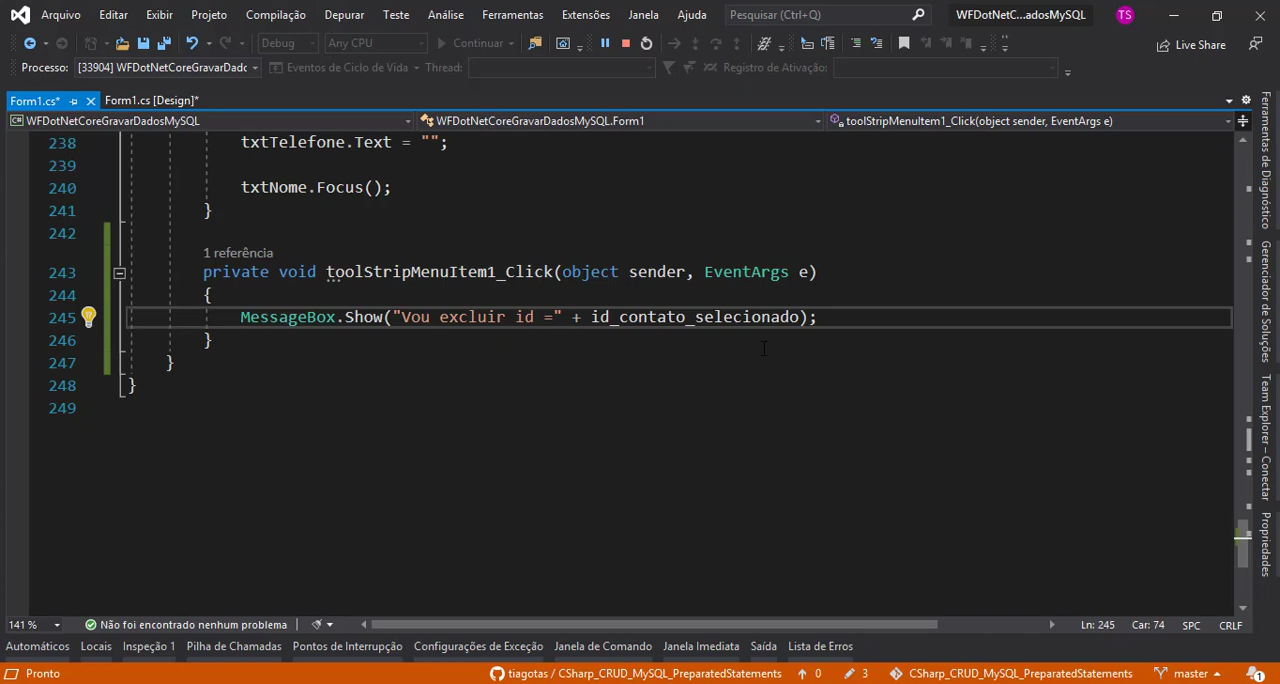 Arquivo Editar Exibir Projeto Compilação Depurar Teste Análise Ferramentas Extensões Janela Ajuda Pesquisar (Ctrl+Q) WFDotNetC...adosMySQL TS
Debug Any CPU Continuar Live Share
Processo: [33904] WFDotNetCoreGravarDado Eventos de Ciclo de Vida Thread: Registro de Ativação:
Form1.cs* Form1.cs [Design]*
WFDotNetCoreGravarDadosMySQL WFDotNetCoreGravarDadosMySQL.Form1 toolStripMenuItem1_Click(object sender, EventArgs e)
238 txtTelefone.Text = "";
239
240 txtNome.Focus();
241 }
242
1 referência
243 private void toolStripMenuItem1_Click(object sender, EventArgs e)
244 {
245 MessageBox.Show("Vou excluir id =" + id_contato_selecionado);
246 }
247 }
248 }
249
Ferramentas de Diagnóstico
Gerenciador de Soluções
Team Explorer – Conectar
Propriedades
141 % Não foi encontrado nenhum problema Ln: 245 Car: 74 SPC CRLF
Automáticos Locais Inspeção 1 Pilha de Chamadas Pontos de Interrupção Configurações de Exceção Janela de Comando Janela Imediata Saída Lista de Erros
Pronto tiagotas / CSharp_CRUD_MySQL_PreparatedStatements 0 3 CSharp_CRUD_MySQL_PreparatedStatements master 1